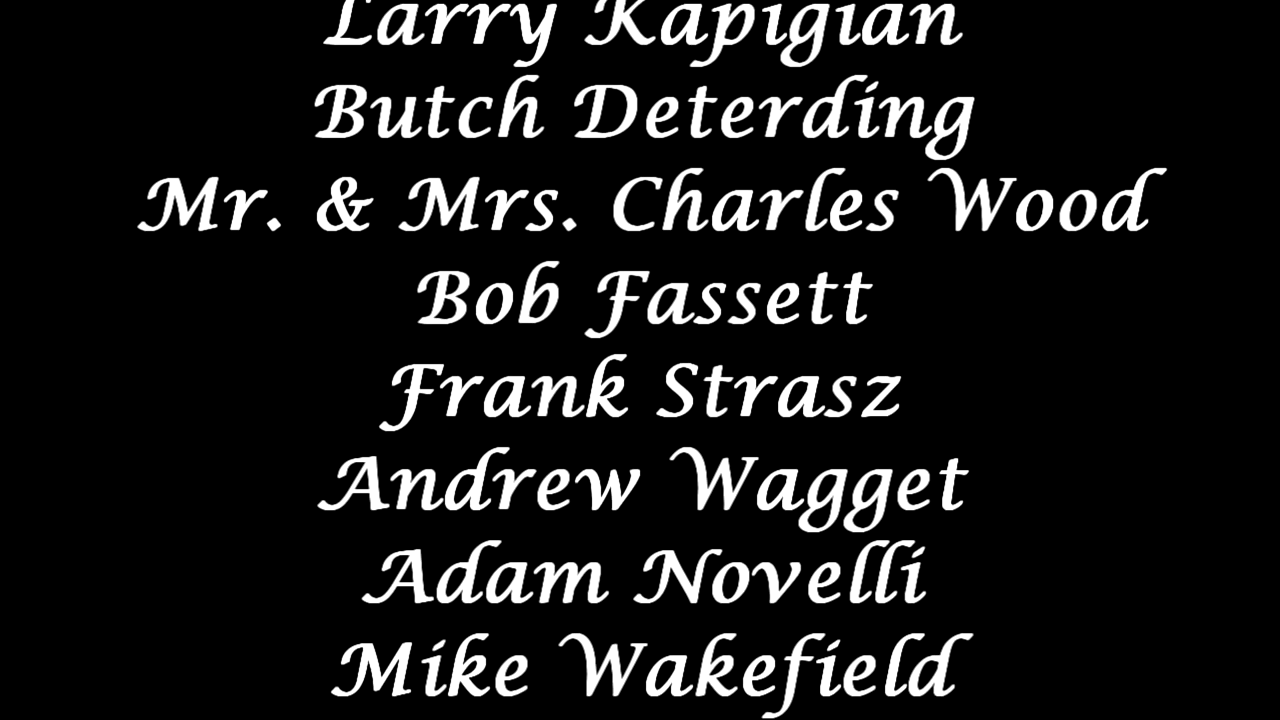 Larry Kapigian
Butch Deterding
Mr. & Mrs. Charles Wood
Bob Fassett
Frank Strasz
Andrew Wagget
Adam Novelli
Mike Wakefield